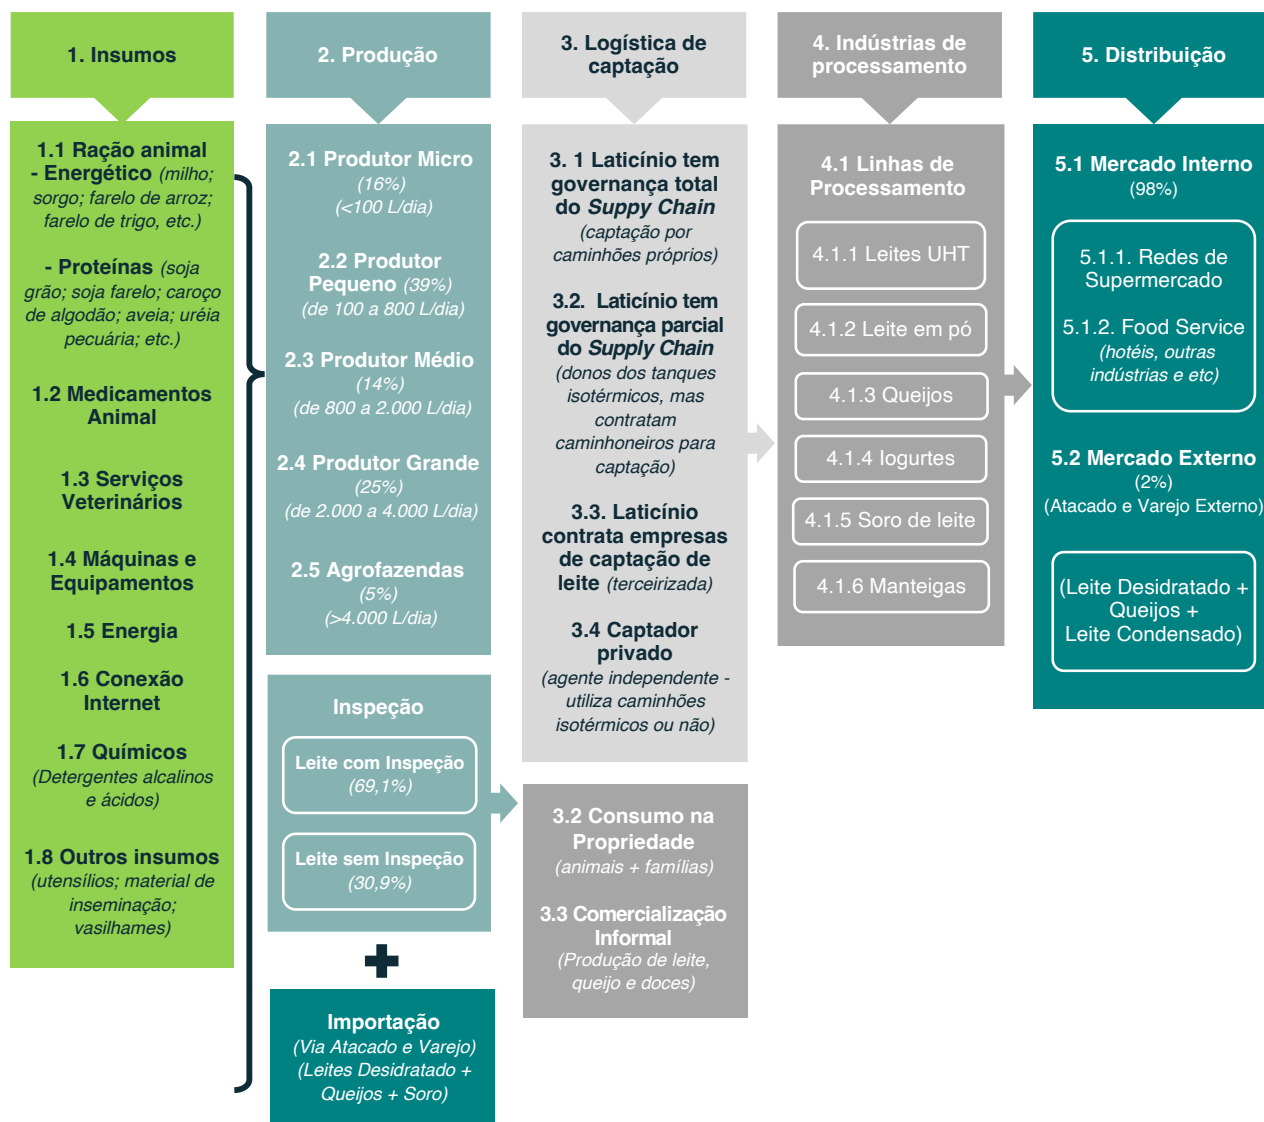 1. Insumos
1.1 Ração animal
- Energético (milho;
sorgo; farelo de arroz;
farelo de trigo, etc.)
- Proteínas (soja
grão; soja farelo; caroço
de algodão; aveia; uréia
pecuária; etc.)
1.2 Medicamentos
Animal
1.3 Serviços
Veterinários
1.4 Máquinas e
Equipamentos
1.5 Energia
1.6 Conexão
Internet
1.7 Químicos
(Detergentes alcalinos
e ácidos)
1.8 Outros insumos
(utensílios; material de
inseminação;
vasilhames)
2. Produção
2.1 Produtor Micro
(16%)
(<100 L/dia)
2.2 Produtor
Pequeno (39%)
(de 100 a 800 L/dia)
2.3 Produtor Médio
(14%)
(de 800 a 2.000 L/dia)
2.4 Produtor Grande
(25%)
(de 2.000 a 4.000 L/dia)
2.5 Agrofazendas
(5%)
(>4.000 L/dia)
Inspeção
Leite com Inspeção
(69,1%)
Leite sem Inspeção
(30,9%)
Importação
(Via Atacado e Varejo)
(Leites Desidratado +
Queijos + Soro)
3. Logística de
captação
3. 1 Laticínio tem
governança total
do Suppy Chain
(captação por
caminhões próprios)
3.2. Laticínio tem
governança parcial
do Supply Chain
(donos dos tanques
isotérmicos, mas
contratam
caminhoneiros para
captação)
3.3. Laticínio
contrata empresas
de captação de
leite (terceirizada)
3.4 Captador
privado
(agente independente -
utiliza caminhões
isotérmicos ou não)
3.2 Consumo na
Propriedade
(animais + famílias)
3.3 Comercialização
Informal
(Produção de leite,
queijo e doces)
4. Indústrias de
processamento
4.1 Linhas de
Processamento
4.1.1 Leites UHT
4.1.2 Leite em pó
4.1.3 Queijos
4.1.4 Iogurtes
4.1.5 Soro de leite
4.1.6 Manteigas
5. Distribuição
5.1 Mercado Interno
(98%)
5.1.1. Redes de
Supermercado
5.1.2. Food Service
(hotéis, outras
indústrias e etc)
5.2 Mercado Externo
(2%)
(Atacado e Varejo Externo)
(Leite Desidratado +
Queijos +
Leite Condensado)